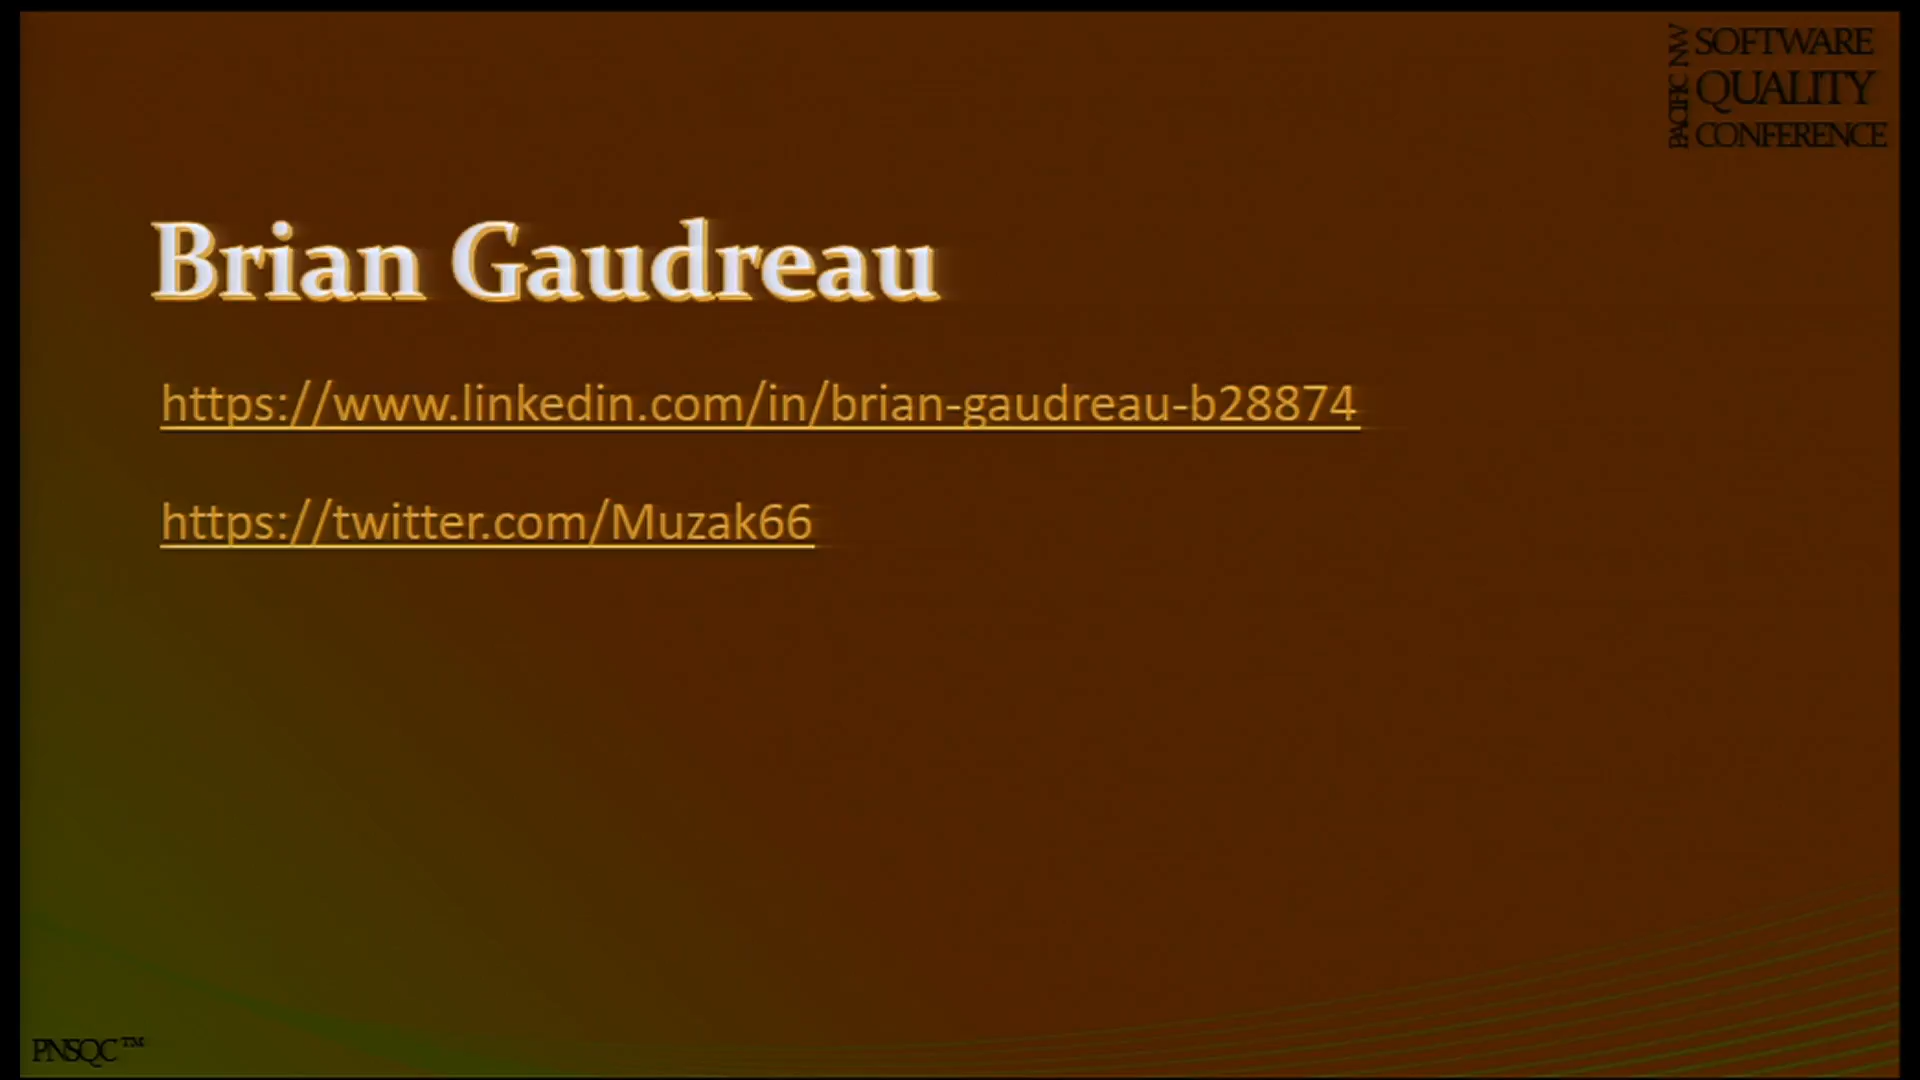 PACIFIC NW
SOFTWARE
QUALITY
CONFERENCE
Brian Gaudreau
https://www.linkedin.com/in/brian-gaudreau-b28874
https://twitter.com/Muzak66
PNSQC™